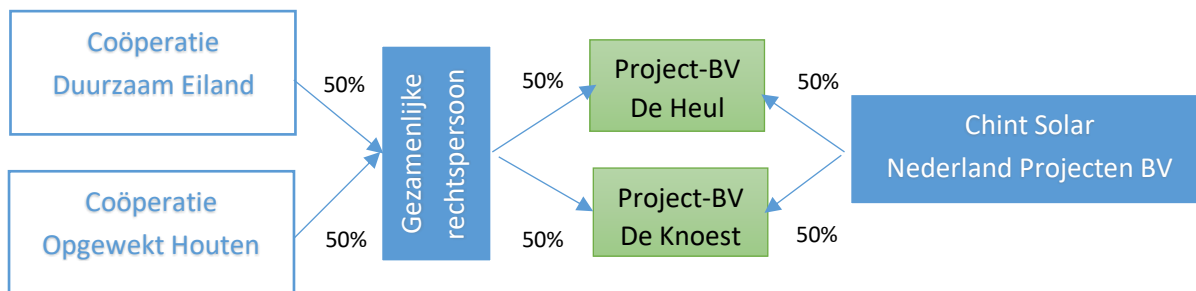 Coöperatie
Duurzaam Eiland
50%
Coöperatie
Opgewekt Houten
50%
Gezamenlijke
rechtspersoon
50%
50%
Project-BV
De Heul
Project-BV
De Knoest
50%
50%
Chint Solar
Nederland Projecten BV